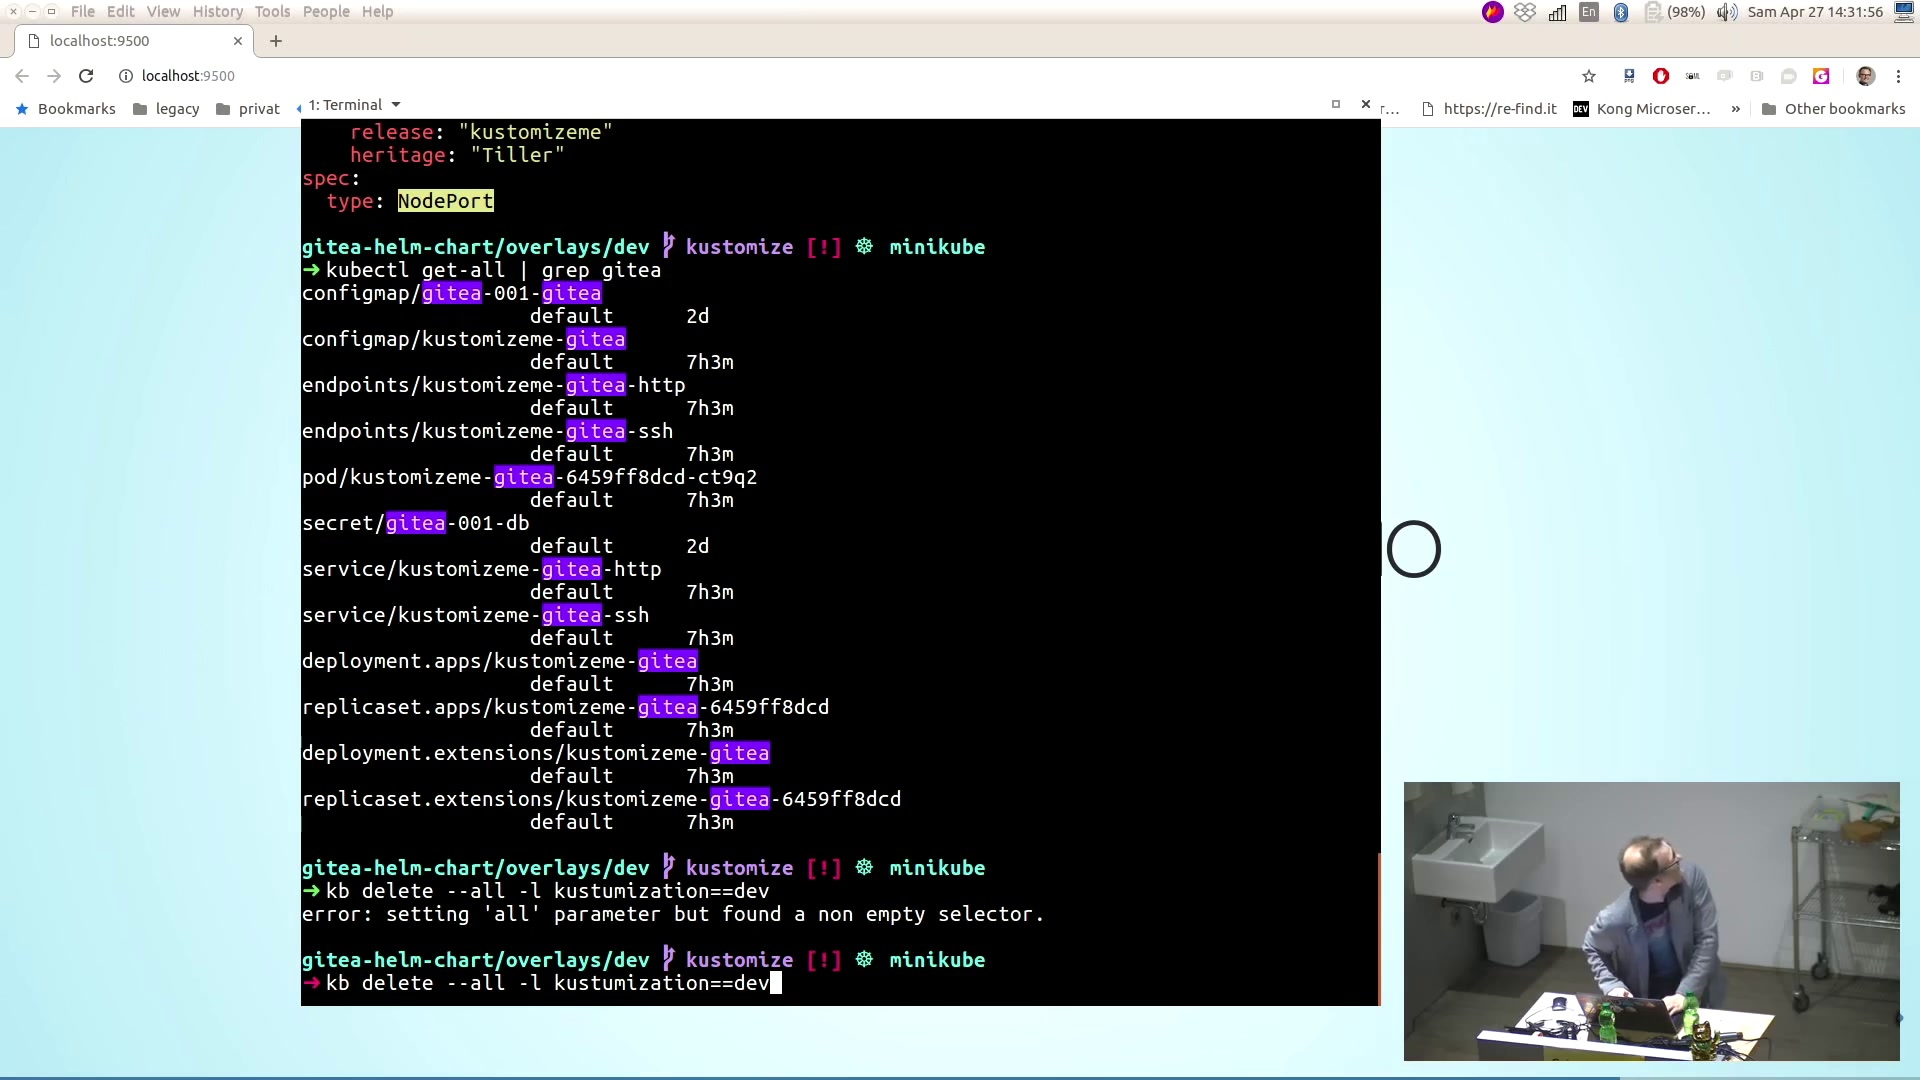 File Edit View History Tools People Help
En (98%) Sam Apr 27 14:31:56
localhost:9500
localhost:9500
Bookmarks legacy privat 1: Terminal r... https://re-find.it DEV Kong Microser... » Other bookmarks
release: "kustomizeme"
heritage: "Tiller"
spec:
type: NodePort
gitea-helm-chart/overlays/dev kustomize [!] ☸ minikube
➜ kubectl get-all | grep gitea
configmap/gitea-001-gitea
default 2d
configmap/kustomizeme-gitea
default 7h3m
endpoints/kustomizeme-gitea-http
default 7h3m
endpoints/kustomizeme-gitea-ssh
default 7h3m
pod/kustomizeme-gitea-6459ff8dcd-ct9q2
default 7h3m
secret/gitea-001-db
default 2d
service/kustomizeme-gitea-http
default 7h3m
service/kustomizeme-gitea-ssh
default 7h3m
deployment.apps/kustomizeme-gitea
default 7h3m
replicaset.apps/kustomizeme-gitea-6459ff8dcd
default 7h3m
deployment.extensions/kustomizeme-gitea
default 7h3m
replicaset.extensions/kustomizeme-gitea-6459ff8dcd
default 7h3m
gitea-helm-chart/overlays/dev kustomize [!] ☸ minikube
➜ kb delete --all -l kustumization==dev
error: setting 'all' parameter but found a non empty selector.
gitea-helm-chart/overlays/dev kustomize [!] ☸ minikube
➜ kb delete --all -l kustumization==dev
o